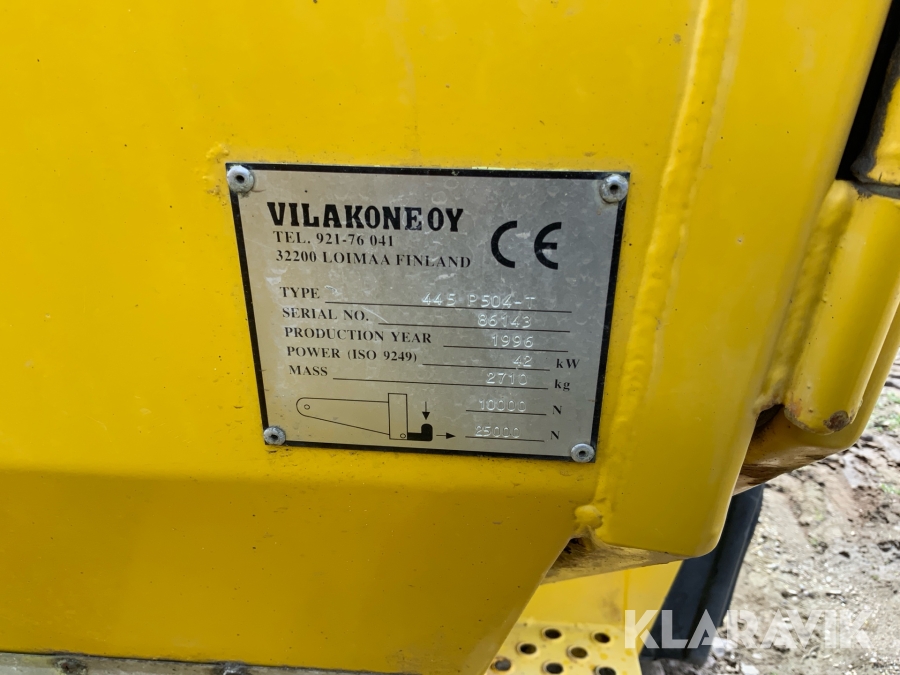 VILAKONE OY
TEL. 921-76 041
32200 LOIMAA FINLAND
CE
TYPE 445 P504-T
SERIAL NO. 86143
PRODUCTION YEAR 1996
POWER (ISO 9249) 42 kW
MASS 2710 kg
10000 N
25000 N
KLARAVIK